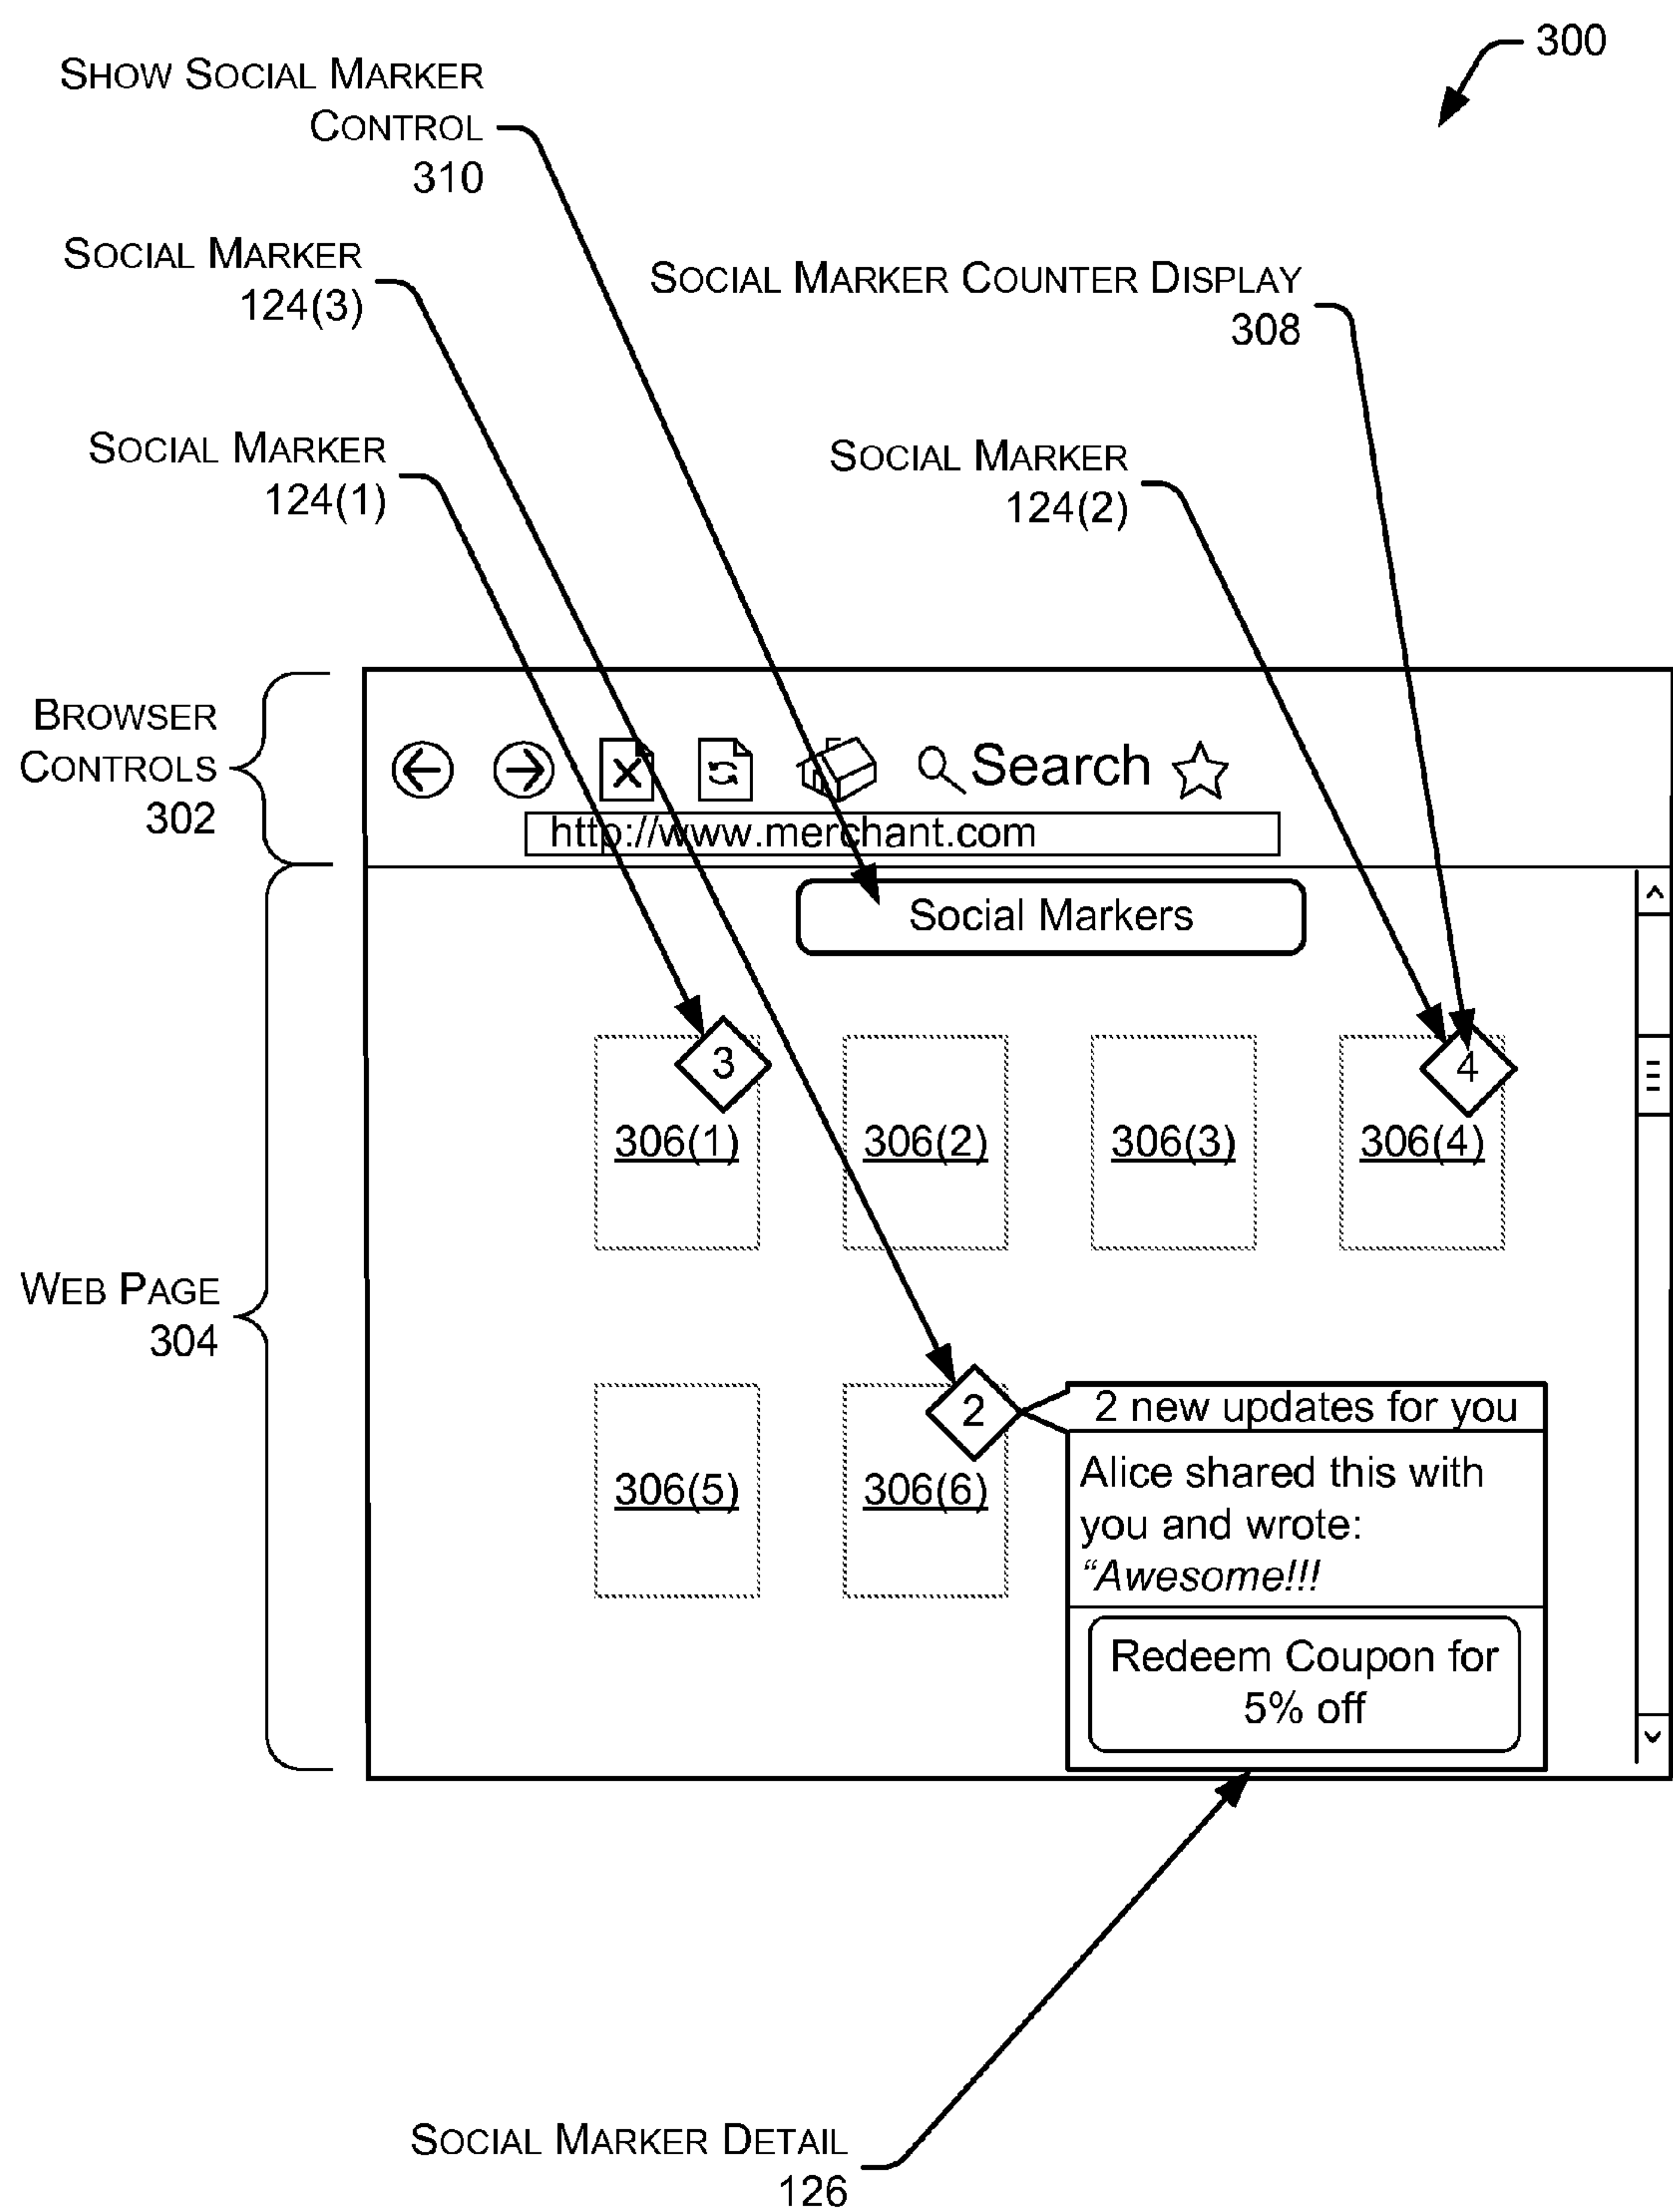 300
SHOW SOCIAL MARKER
CONTROL
310
SOCIAL MARKER
124(3)
SOCIAL MARKER COUNTER DISPLAY
308
SOCIAL MARKER
124(1)
SOCIAL MARKER
124(2)
BROWSER
CONTROLS
302
Search
http://www.merchant.com
Social Markers
3
4
306(1)
306(2)
306(3)
306(4)
WEB PAGE
304
2
2 new updates for you
306(5)
306(6)
Alice shared this with
you and wrote:
“Awesome!!!
Redeem Coupon for
5% off
SOCIAL MARKER DETAIL
126